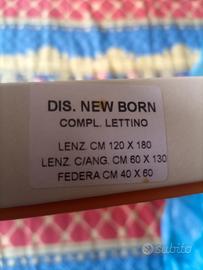 DIS. NEW BORN
COMPL. LETTINO
LENZ. CM 120 X 180
LENZ. C/ANG. CM 60 X 130
FEDERA CM 40 X 60
subito